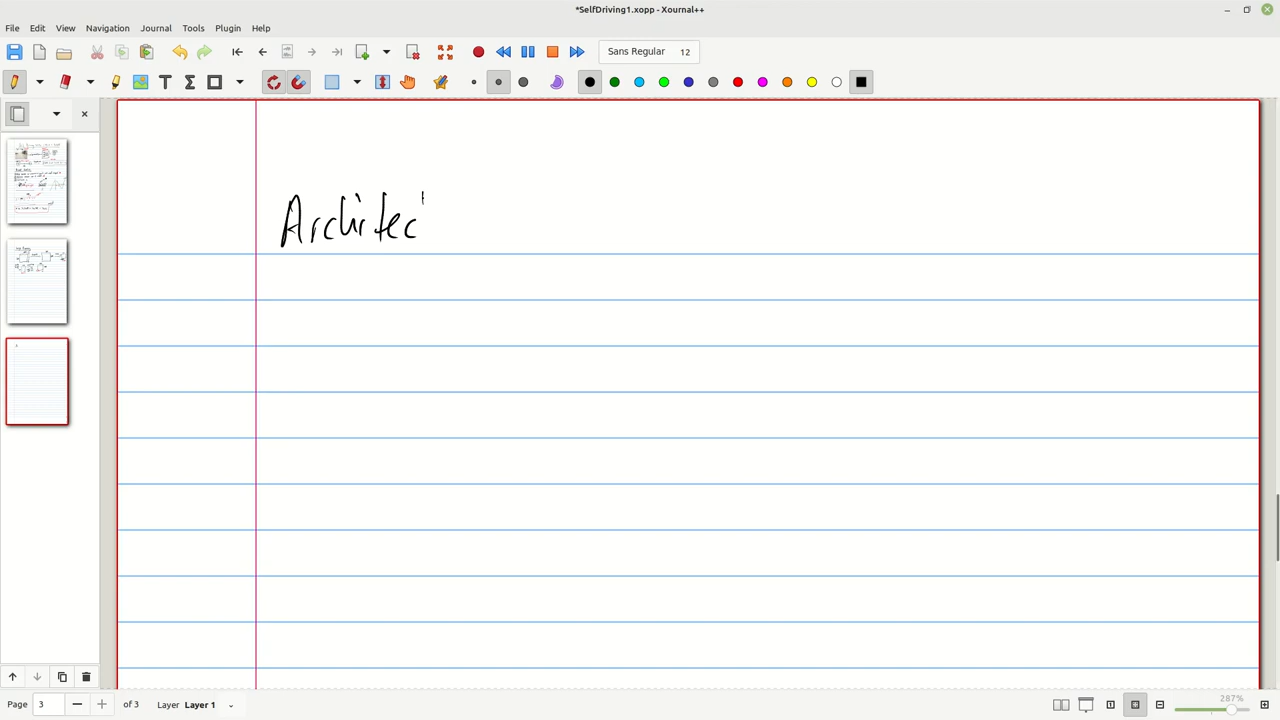 *SelfDriving1.xopp - Xournal++
File Edit View Navigation Journal Tools Plugin Help
Sans Regular 12
Architec
Page 3 of 3 Layer Layer 1
287%